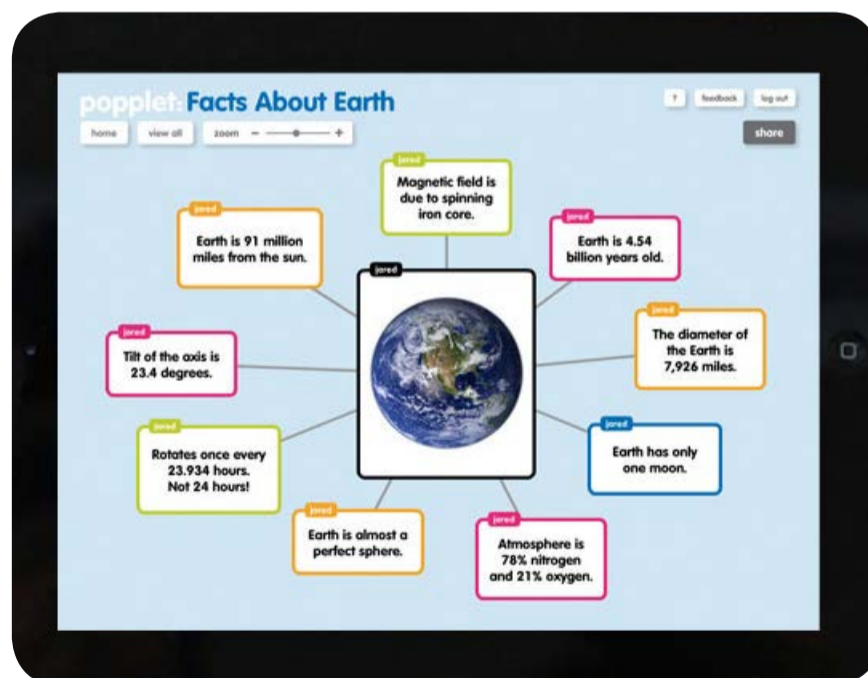 popplet: Facts About Earth
? feedback log out
home view all zoom - +
share
jared
Magnetic field is
due to spinning
iron core.
jared
Earth is 91 million
miles from the sun.
jared
Earth is 4.54
billion years old.
jared
jared
The diameter of
the Earth is
7,926 miles.
jared
Tilt of the axis is
23.4 degrees.
jared
Rotates once every
23.934 hours.
Not 24 hours!
jared
Earth has only
one moon.
jared
Earth is almost a
perfect sphere.
jared
Atmosphere is
78% nitrogen
and 21% oxygen.